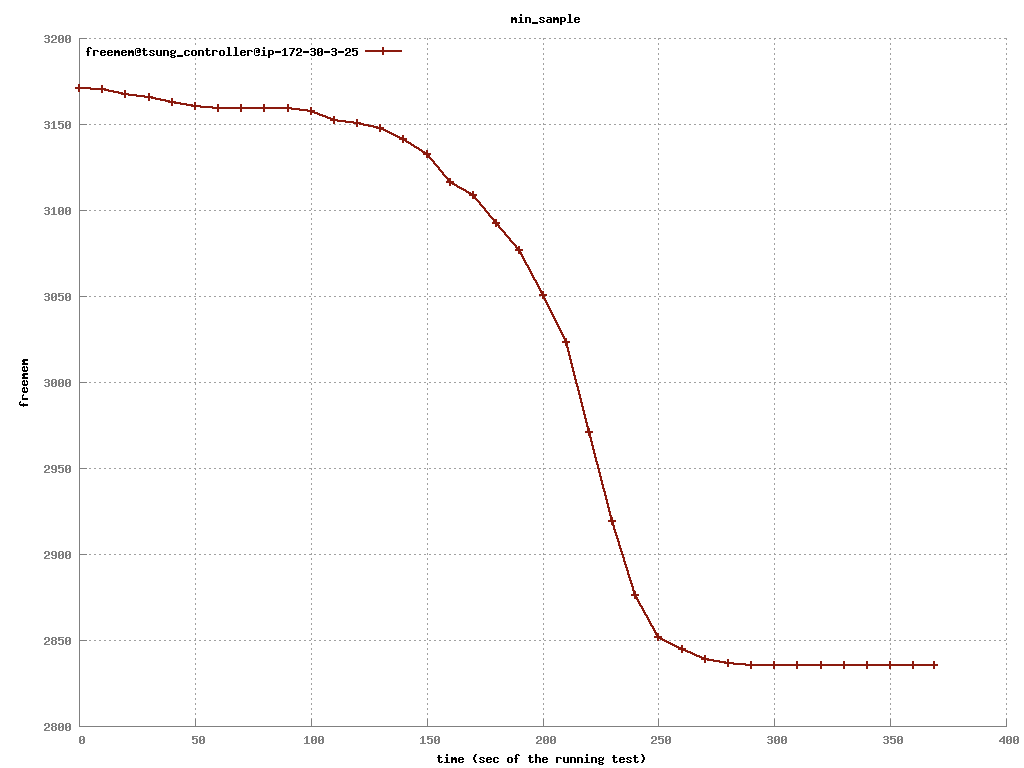 min_sample
freemem@tsung_controller@ip-172-30-3-25
3200
3150
3100
3050
3000
2950
2900
2850
2800
freemem
0 50 100 150 200 250 300 350 400
time (sec of the running test)